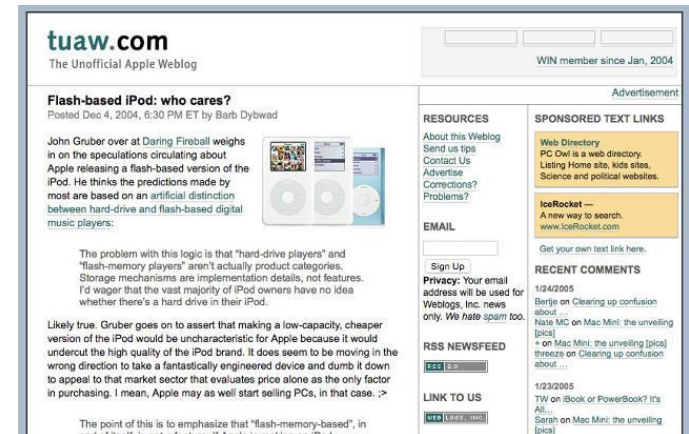 tuaw.com
The Unofficial Apple Weblog
WIN member since Jan, 2004
Advertisement
Flash-based iPod: who cares?
Posted Dec 4, 2004, 6:30 PM ET by Barb Dybwad
John Gruber over at Daring Fireball weighs
in on the speculations circulating about
Apple releasing a flash-based version of the
iPod. He thinks the predictions made by
most are based on an artificial distinction
between hard-drive and flash-based digital
music players:
The problem with this logic is that "hard-drive players" and
"flash-memory players" aren't actually product categories.
Storage mechanisms are implementation details, not features.
I'd wager that the vast majority of iPod owners have no idea
whether there's a hard drive in their iPod.
Likely true. Gruber goes on to assert that making a low-capacity, cheaper
version of the iPod would be uncharacteristic for Apple because it would
undercut the high quality of the iPod brand. It does seem to be moving in the
wrong direction to take a fantastically engineered device and dumb it down
to appeal to that market sector that evaluates price alone as the only factor
in purchasing. I mean, Apple may as well start selling PCs, in that case. ;>
The point of this is to emphasize that "flash-memory-based", in
RESOURCES
About this Weblog
Send us tips
Contact Us
Advertise
Corrections?
Problems?
EMAIL
Sign Up
Privacy: Your email
address will be used for
Weblogs, Inc. news
only. We hate spam too.
RSS NEWSFEED
RSS 2.0
LINK TO US
WEBLOGS, INC.
SPONSORED TEXT LINKS
Web Directory
PC Owl is a web directory.
Listing Home site, kids sites,
Science and political websites.
IceRocket —
A new way to search.
www.IceRocket.com
Get your own text link here.
RECENT COMMENTS
1/24/2005
Bertje on Clearing up confusion
about ...
Nate MC on Mac Mini: the unveiling
[pics]
+ on Mac Mini: the unveiling [pics]
threeze on Clearing up confusion
about ...
1/23/2005
TW on iBook or PowerBook? It's
All...
Sarah on Mac Mini: the unveiling
[pics]